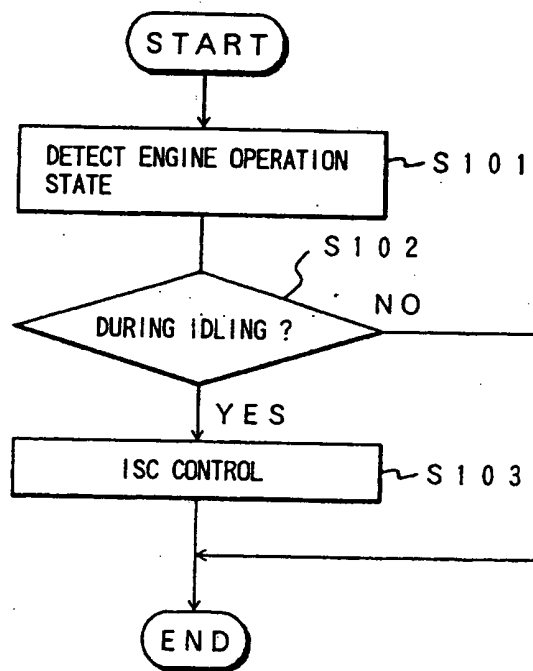 START
DETECT ENGINE OPERATION
STATE
S101
S102
DURING IDLING ?
NO
YES
ISC CONTROL
S103
END